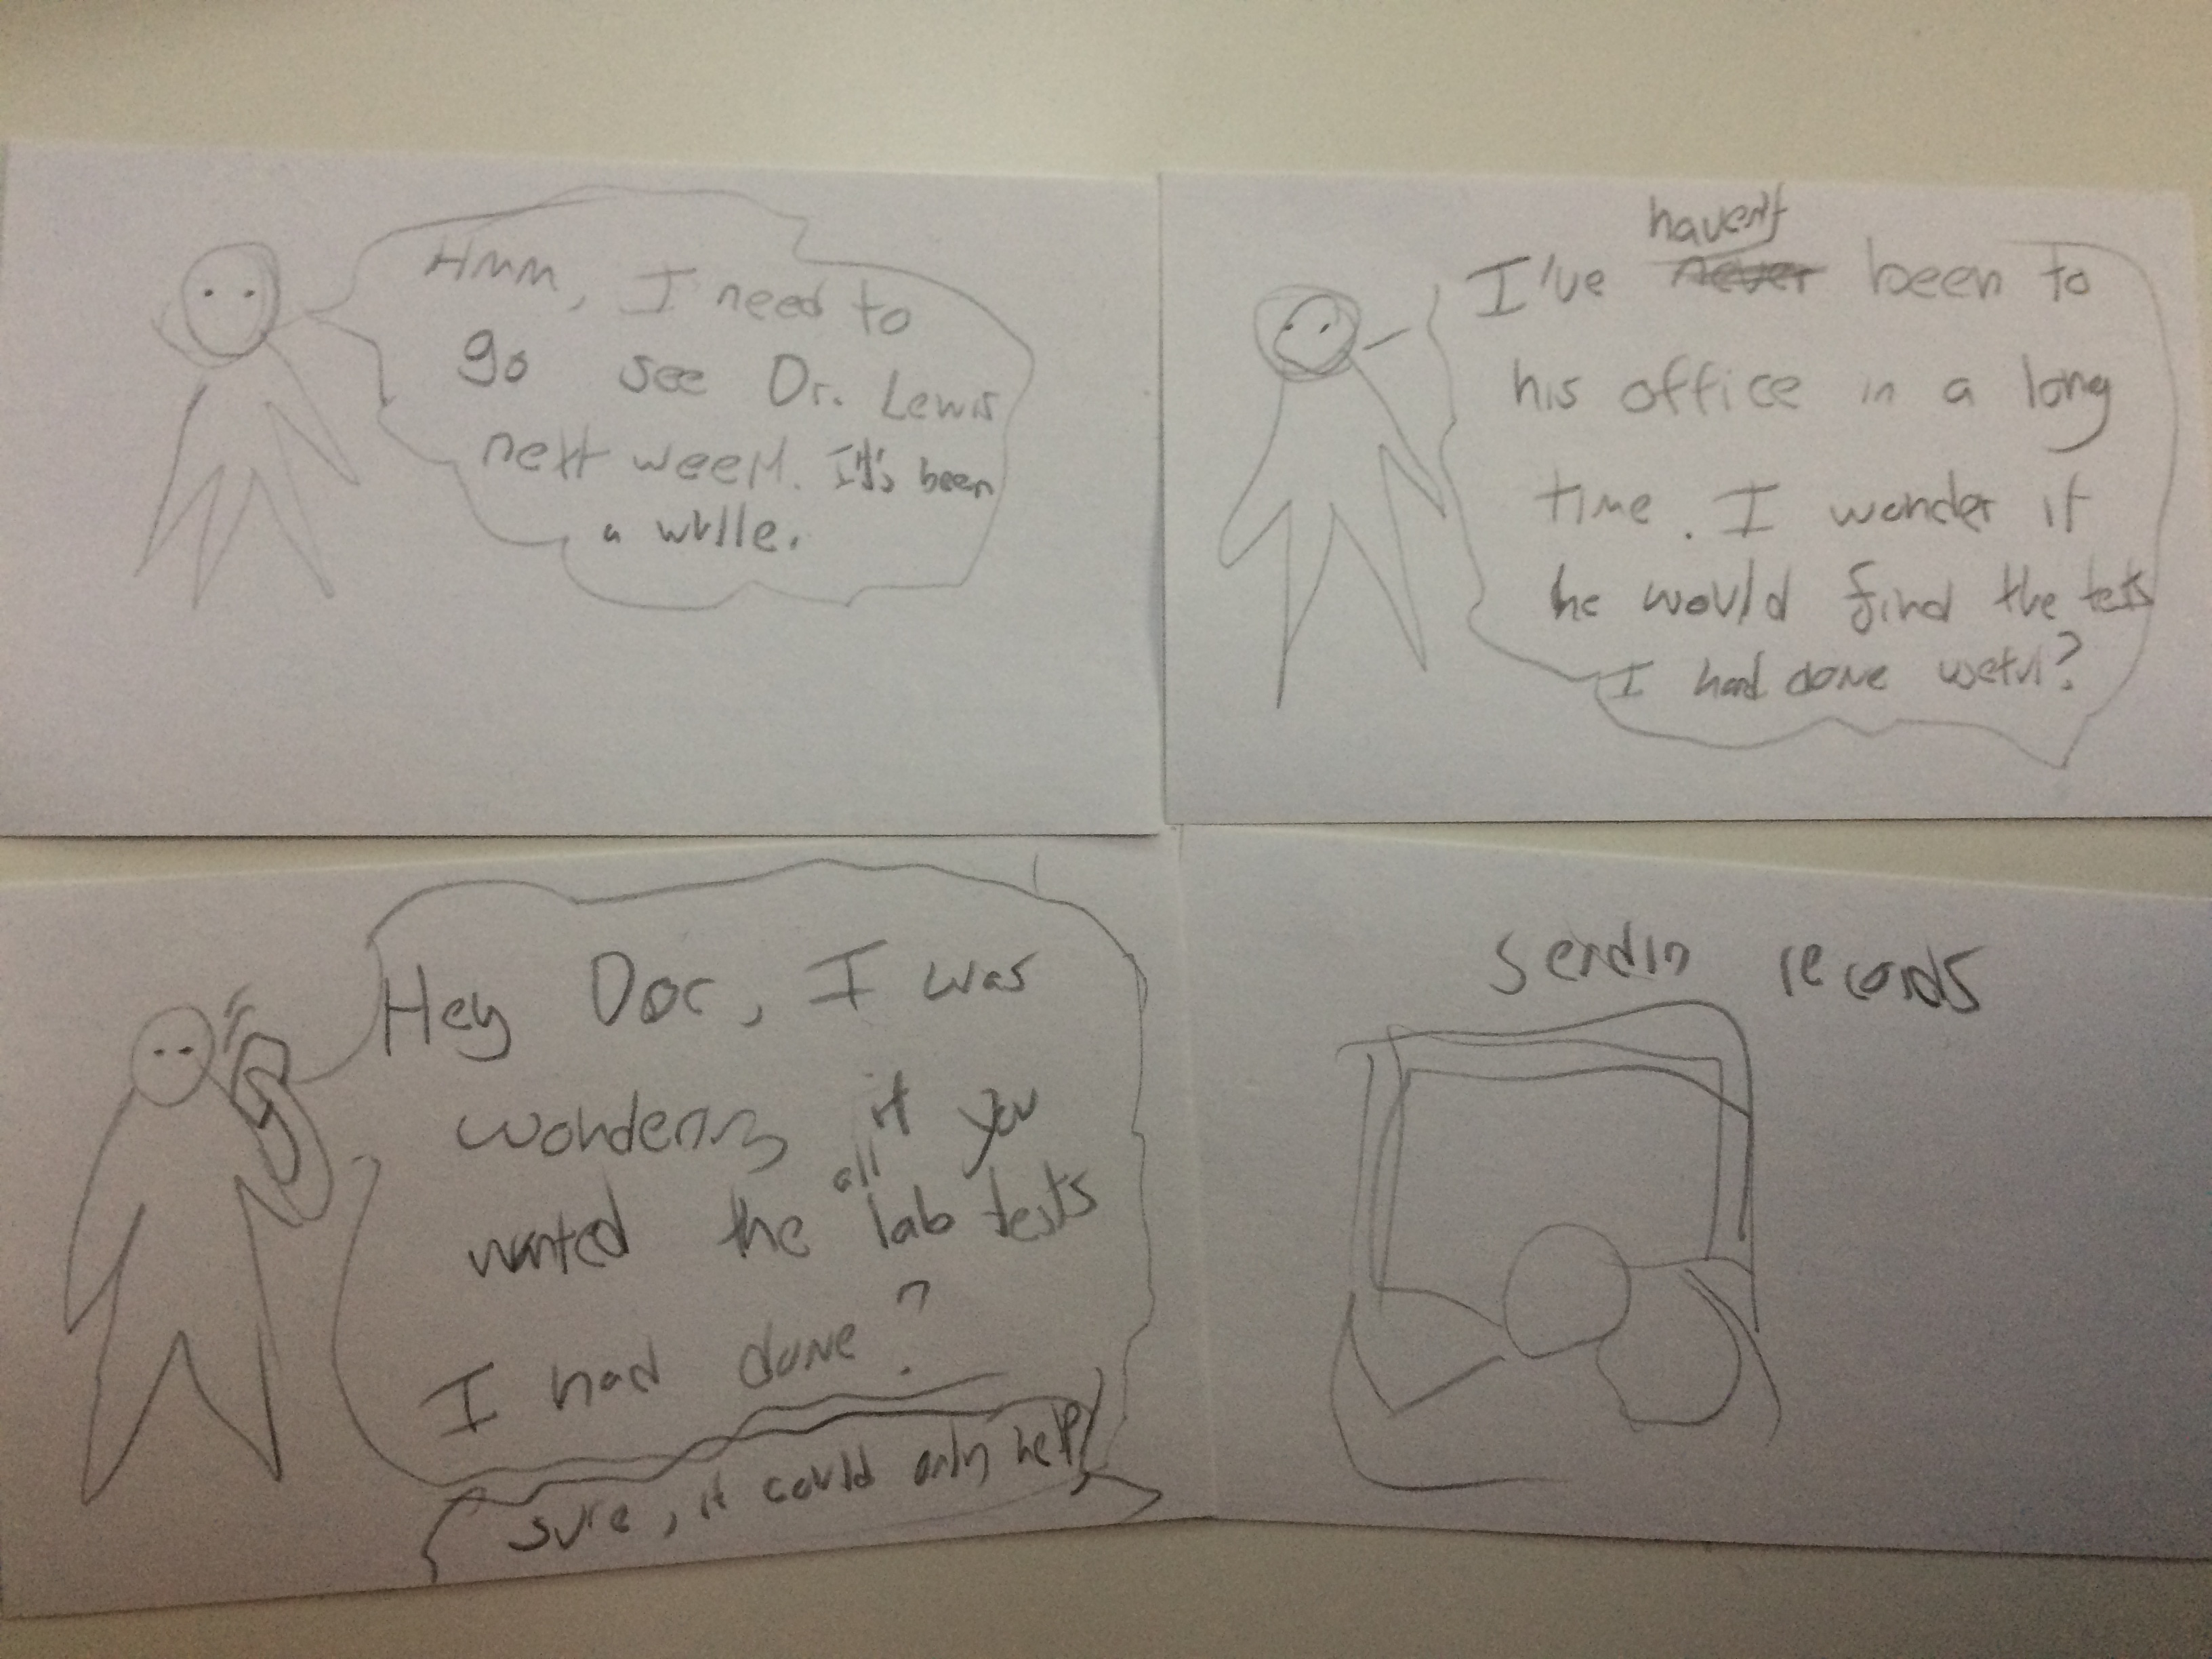 Hmm, I need to
go see Dr. Lewis
next week. It's been
a while.
haven't
I've never been to
his office in a long
time. I wonder if
he would find the tets
I had done useful?
Hey Doc, I was
wondering if you
all
wanted the lab tests
I had done?
sure, it could only help
sendin records